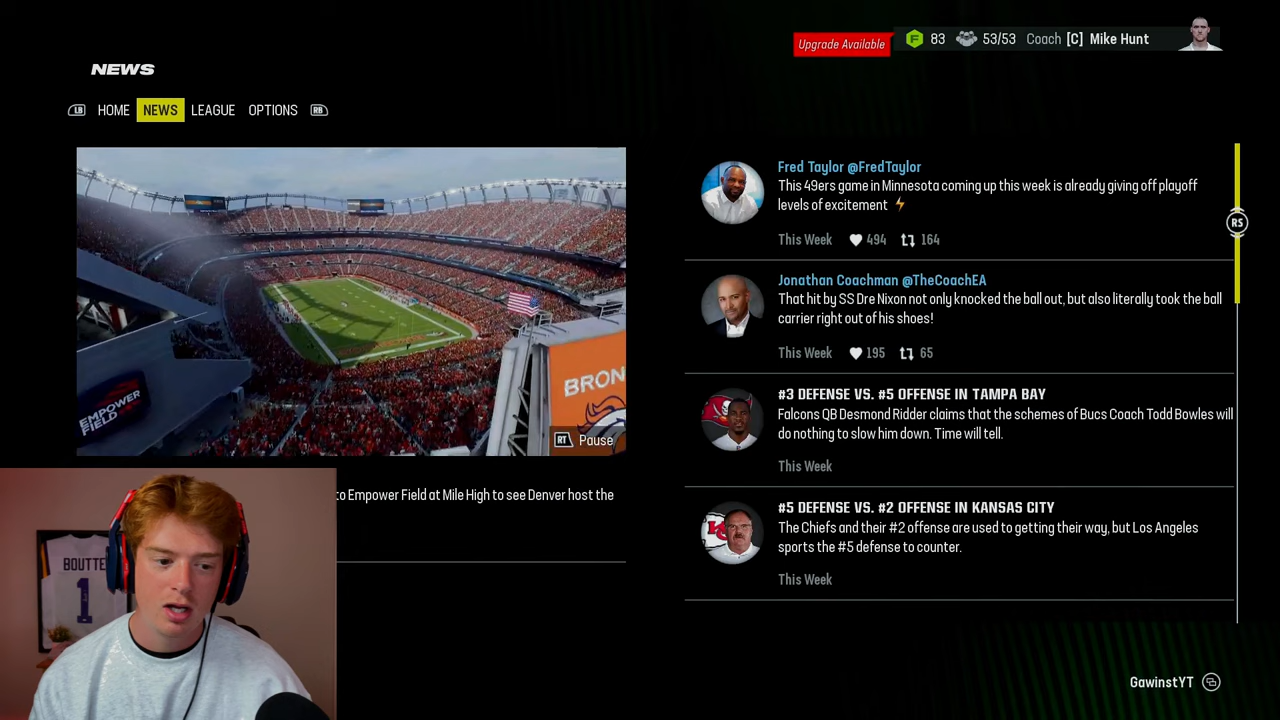 Upgrade Available
83
53/53
Coach [C] Mike Hunt
NEWS
LB HOME NEWS LEAGUE OPTIONS RB
EMPOWER
FIELD
BRON
RT Pause
to Empower Field at Mile High to see Denver host the
BOUTTE
1
Fred Taylor @FredTaylor
This 49ers game in Minnesota coming up this week is already giving off playoff
levels of excitement ⚡
This Week 494 164
RS
Jonathan Coachman @TheCoachEA
That hit by SS Dre Nixon not only knocked the ball out, but also literally took the ball
carrier right out of his shoes!
This Week 195 65
#3 DEFENSE VS. #5 OFFENSE IN TAMPA BAY
Falcons QB Desmond Ridder claims that the schemes of Bucs Coach Todd Bowles will
do nothing to slow him down. Time will tell.
This Week
#5 DEFENSE VS. #2 OFFENSE IN KANSAS CITY
The Chiefs and their #2 offense are used to getting their way, but Los Angeles
sports the #5 defense to counter.
This Week
GawinstYT